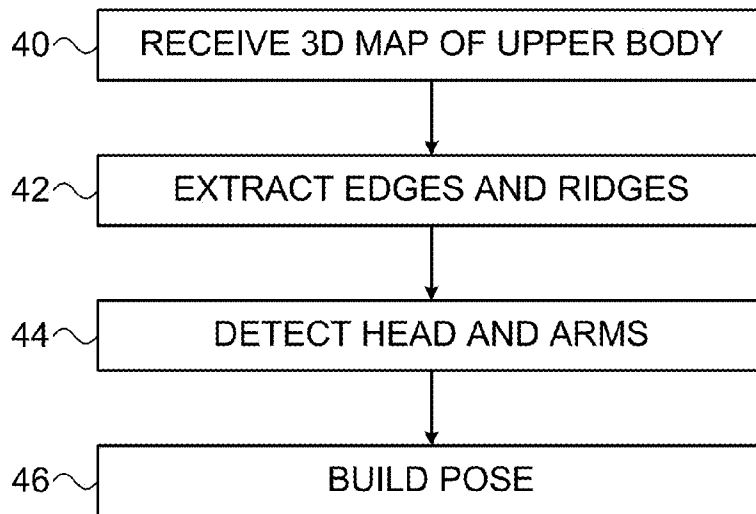 40 RECEIVE 3D MAP OF UPPER BODY
42 EXTRACT EDGES AND RIDGES
44 DETECT HEAD AND ARMS
46 BUILD POSE